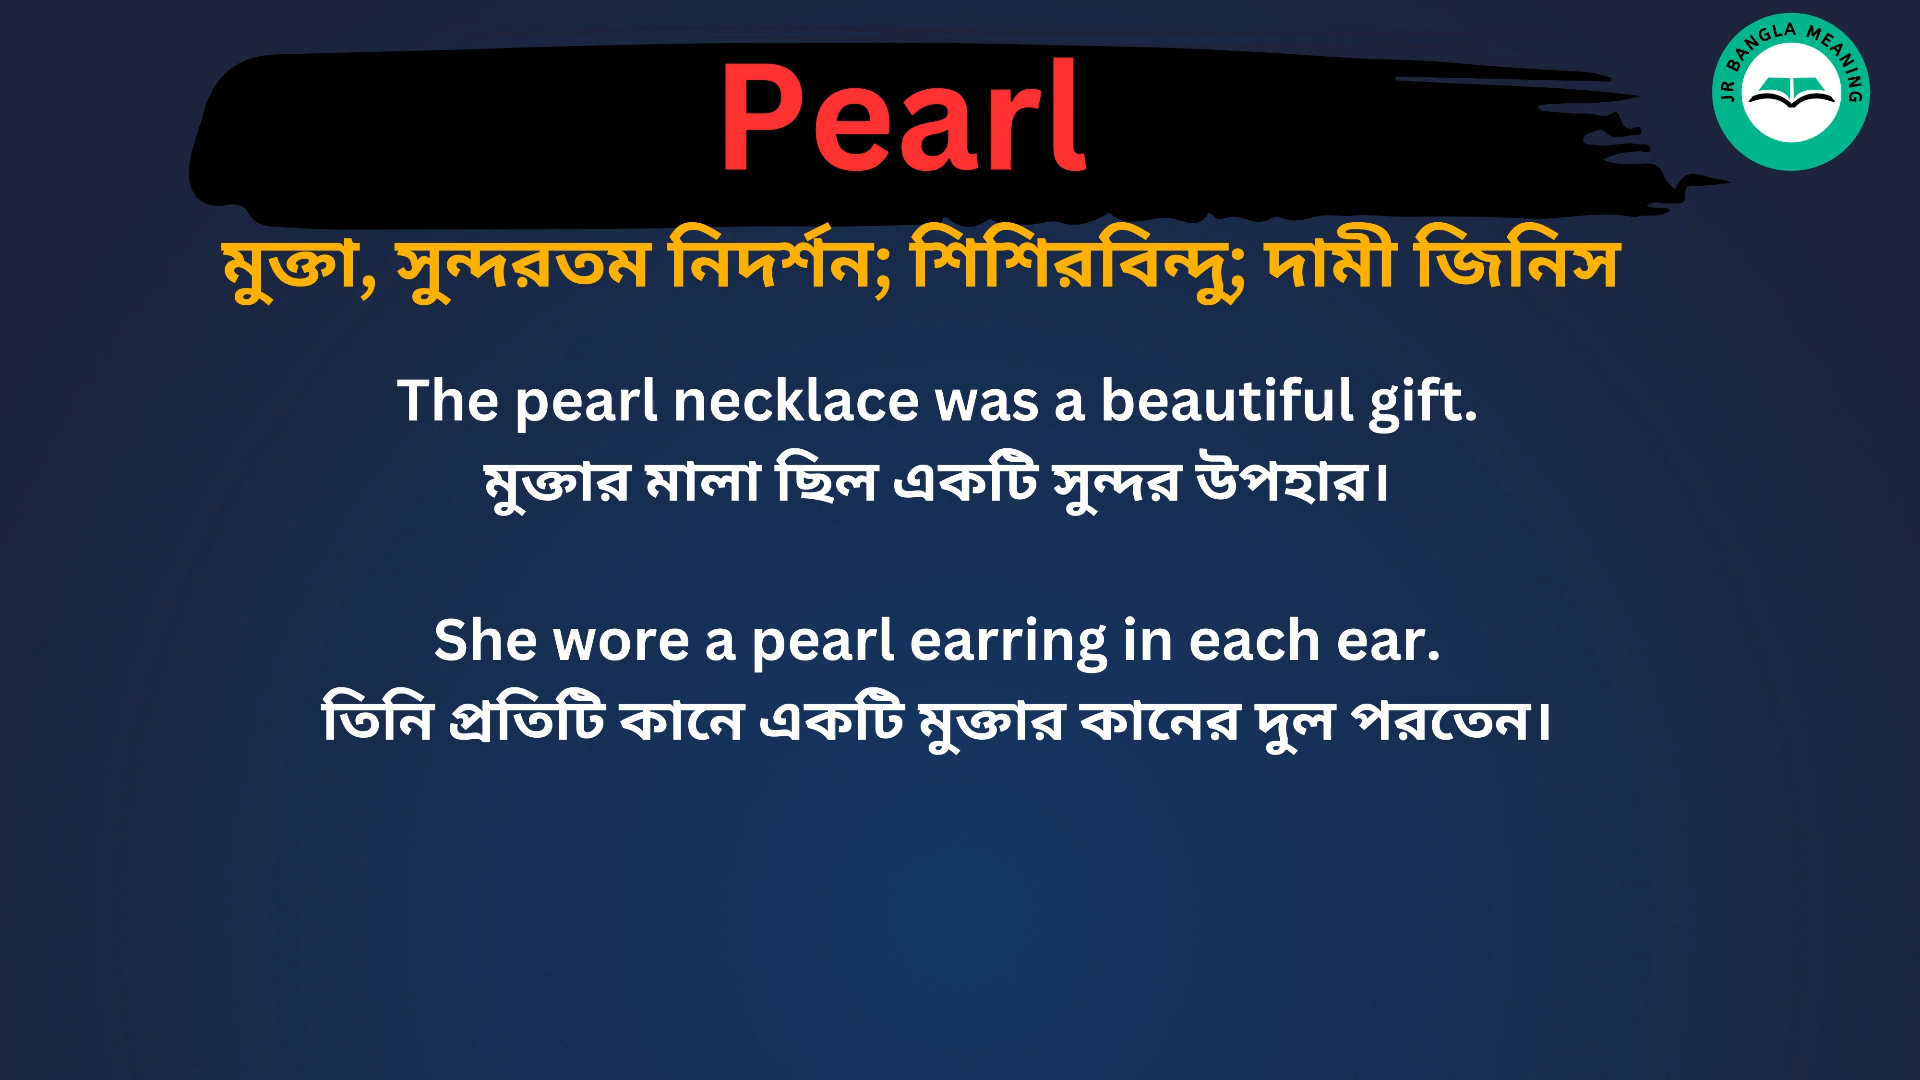 Pearl
JR BANGLA MEANING
মুক্তা, সুন্দরতম নিদর্শন; শিশিরবিন্দু; দামী জিনিস
The pearl necklace was a beautiful gift.
মুক্তার মালা ছিল একটি সুন্দর উপহার।
She wore a pearl earring in each ear.
তিনি প্রতিটি কানে একটি মুক্তার কানের দুল পরতেন।